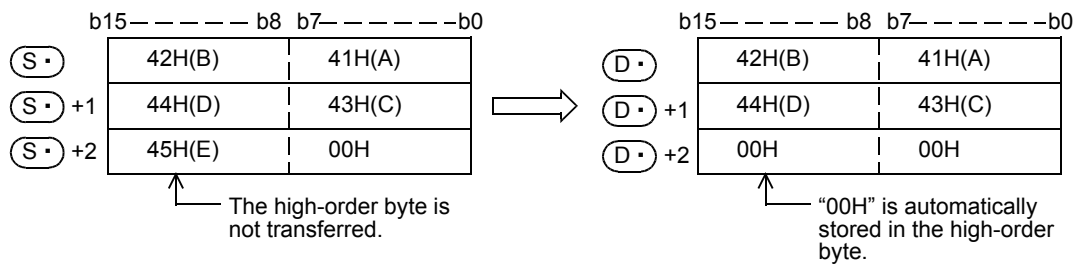 b15 — — — — — b8 b7 — — — — — b0 b15 — — — — — b8 b7 — — — — — b0
S・ 42H(B) 41H(A) D・ 42H(B) 41H(A)
S・ +1 44H(D) 43H(C) D・ +1 44H(D) 43H(C)
S・ +2 45H(E) 00H D・ +2 00H 00H
The high-order byte is
not transferred.
“00H” is automatically
stored in the high-order
byte.